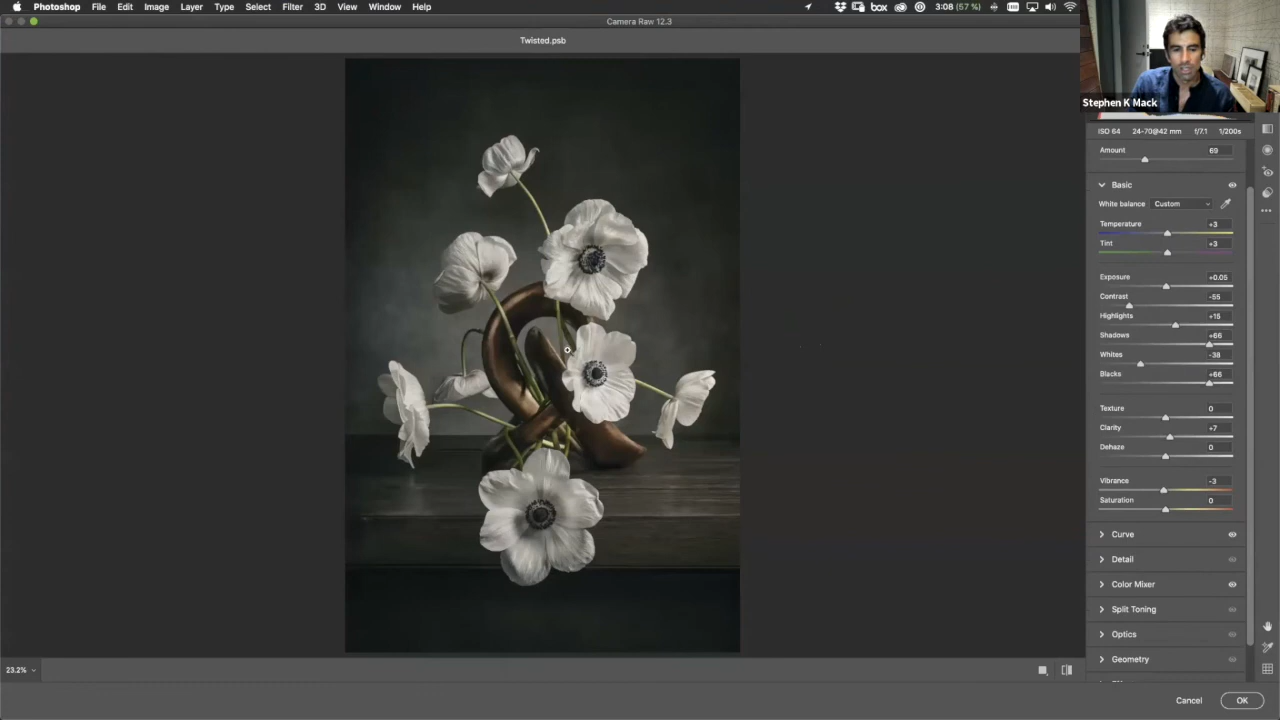 Photoshop File Edit Image Layer Type Select Filter 3D View Window Help
box 3:08 (57 %)
Camera Raw 12.3
Twisted.psb
Stephen K Mack
ISO 64 24-70@42 mm f/7.1 1/200s
Amount 69
Basic
White balance Custom
Temperature +3
Tint +3
Exposure +0.05
Contrast -55
Highlights +15
Shadows +66
Whites -38
Blacks +66
Texture 0
Clarity +7
Dehaze 0
Vibrance -3
Saturation 0
Curve
Detail
Color Mixer
Split Toning
Optics
Geometry
23.2%
Cancel OK